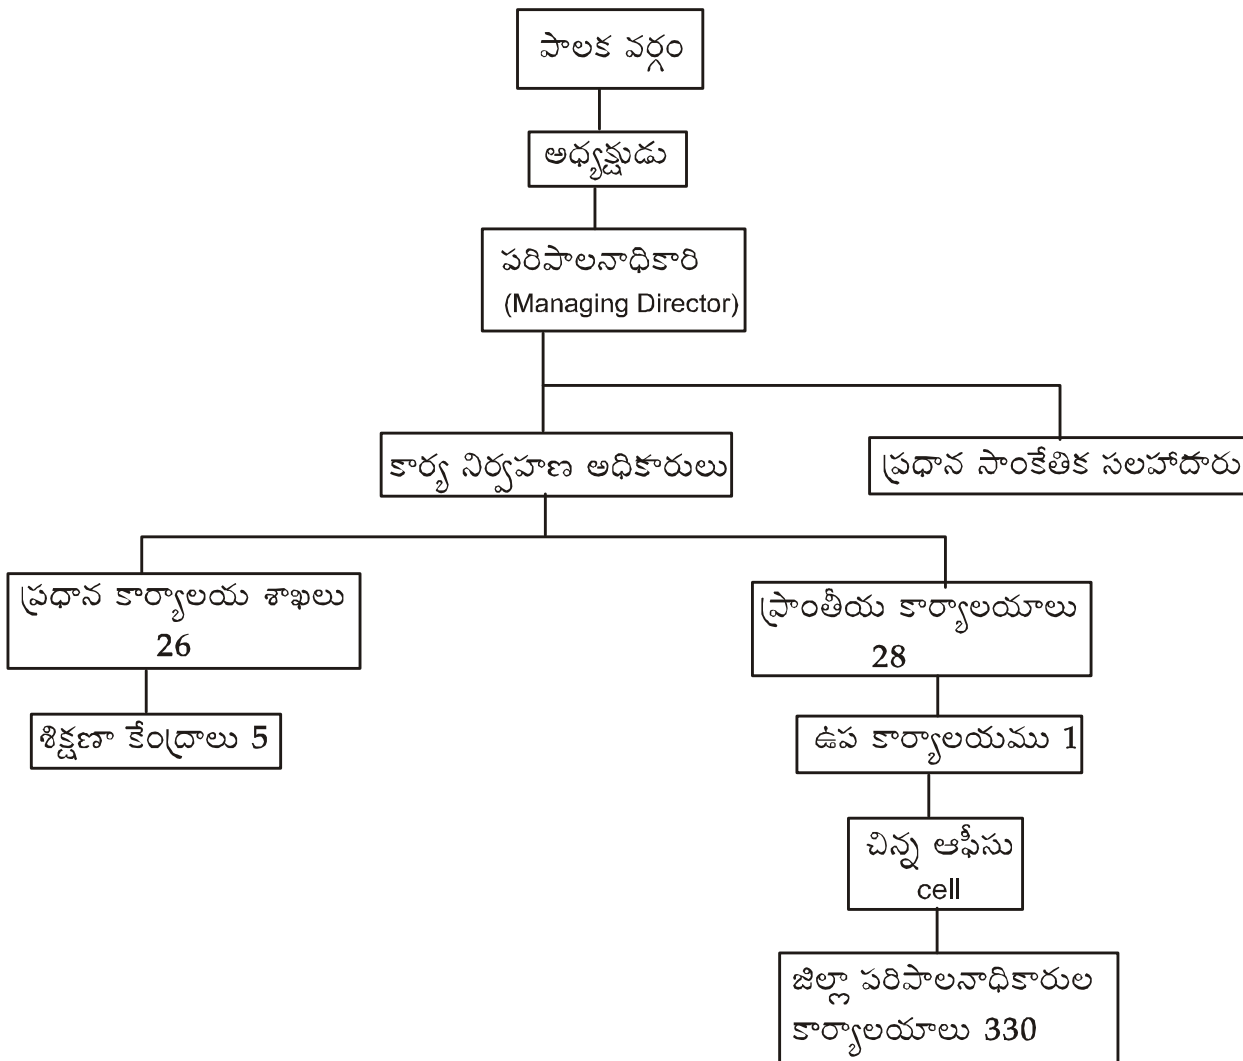 పాలక వర్గం
అధ్యక్షుడు
పరిపాలనాధికారి
(Managing Director)
కార్య నిర్వహణ అధికారులు
ప్రధాన సాంకేతిక సలహాదారు
ప్రధాన కార్యాలయ శాఖలు
26
ప్రాంతీయ కార్యాలయాలు
28
శిక్షణా కేంద్రాలు 5
ఉప కార్యాలయము 1
చిన్న ఆఫీసు
cell
జిల్లా పరిపాలనాధికారుల
కార్యాలయాలు 330